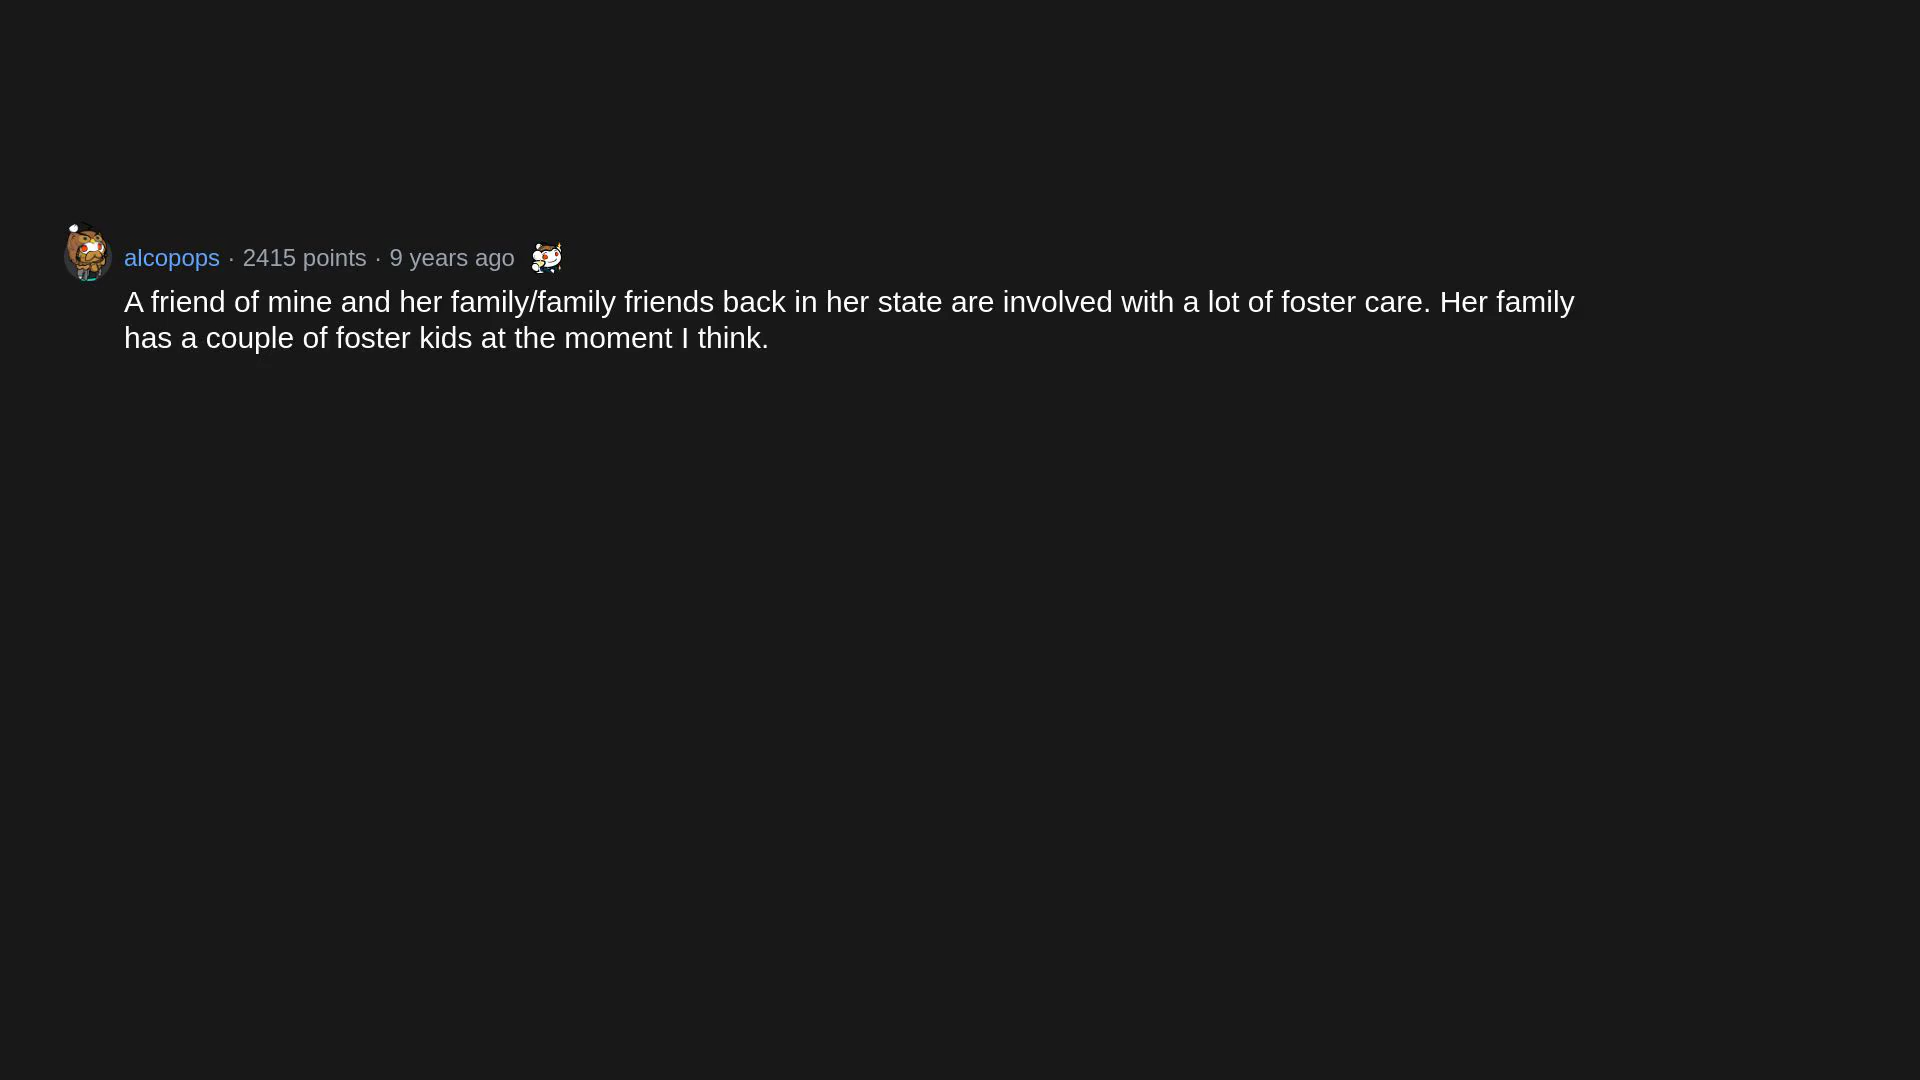 alcopops · 2415 points · 9 years ago
A friend of mine and her family/family friends back in her state are involved with a lot of foster care. Her family
has a couple of foster kids at the moment I think.